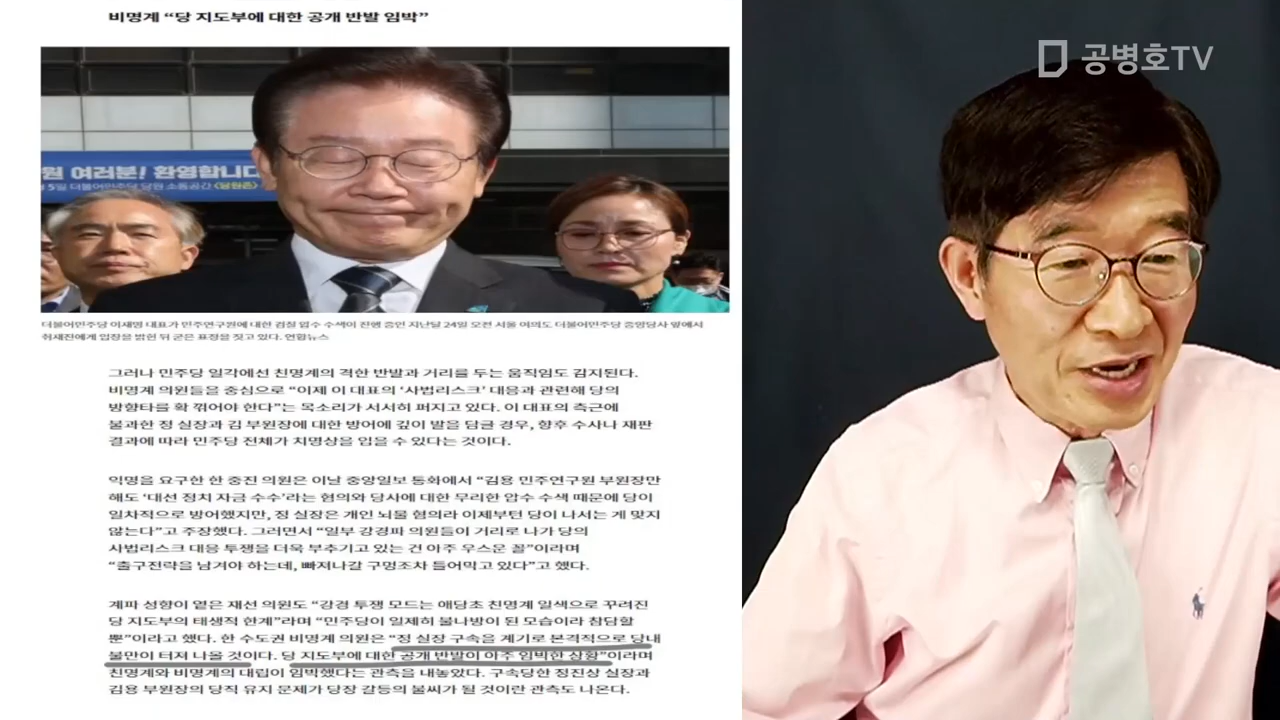 비명계 “당 지도부에 대한 공개 반발 임박”
공병호TV
원 여러분! 환영합니다
5일 더불어민주당 당원 소통공간 <당원존>
더불어민주당 이재명 대표가 민주연구원에 대한 검찰 압수 수색이 진행 중인 지난달 24일 오전 서울 여의도 더불어민주당 중앙당사 앞에서
취재진에게 입장을 밝힌 뒤 굳은 표정을 짓고 있다. 연합뉴스
그러나 민주당 일각에선 친명계의 격한 반발과 거리를 두는 움직임도 감지된다.
비명계 의원들을 중심으로 “이제 이 대표의 ‘사법리스크’ 대응과 관련해 당의
방향타를 확 꺾어야 한다”는 목소리가 서서히 퍼지고 있다. 이 대표의 측근에
불과한 정 실장과 김 부원장에 대한 방어에 깊이 발을 담글 경우, 향후 수사나 재판
결과에 따라 민주당 전체가 치명상을 입을 수 있다는 것이다.
익명을 요구한 한 중진 의원은 이날 중앙일보 통화에서 “김용 민주연구원 부원장만
해도 ‘대선 정치 자금 수수’라는 혐의와 당사에 대한 무리한 압수 수색 때문에 당이
일차적으로 방어했지만, 정 실장은 개인 뇌물 혐의라 이제부턴 당이 나서는 게 맞지
않는다”고 주장했다. 그러면서 “일부 강경파 의원들이 거리로 나가 당의
사법리스크 대응 투쟁을 더욱 부추기고 있는 건 아주 우스운 꼴”이라며
“출구전략을 남겨야 하는데, 빠져나갈 구멍조차 틀어막고 있다”고 했다.
계파 성향이 옅은 재선 의원도 “강경 투쟁 모드는 애당초 친명계 일색으로 꾸려진
당 지도부의 태생적 한계”라며 “민주당이 일제히 불나방이 된 모습이라 참담할
뿐”이라고 했다. 한 수도권 비명계 의원은 “정 실장 구속을 계기로 본격적으로 당내
불만이 터져 나올 것이다. 당 지도부에 대한 공개 반발이 아주 임박한 상황”이라며
친명계와 비명계의 대립이 임박했다는 관측을 내놓았다. 구속당한 정진상 실장과
김용 부원장의 당직 유지 문제가 당장 갈등의 불씨가 될 것이란 관측도 나온다.